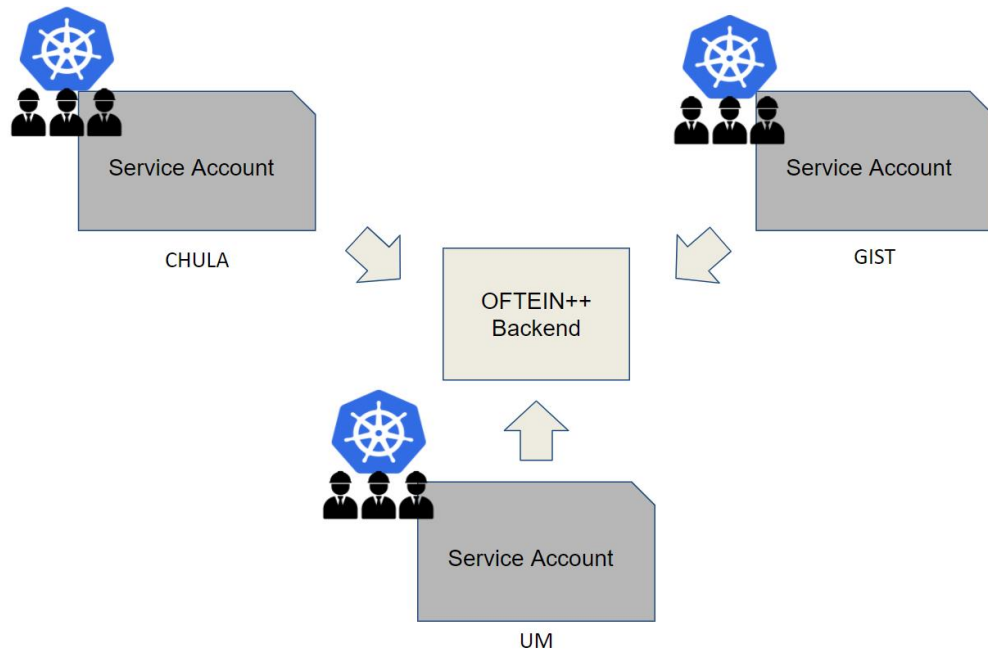 Service Account
CHULA
Service Account
GIST
OFTEIN++
Backend
Service Account
UM